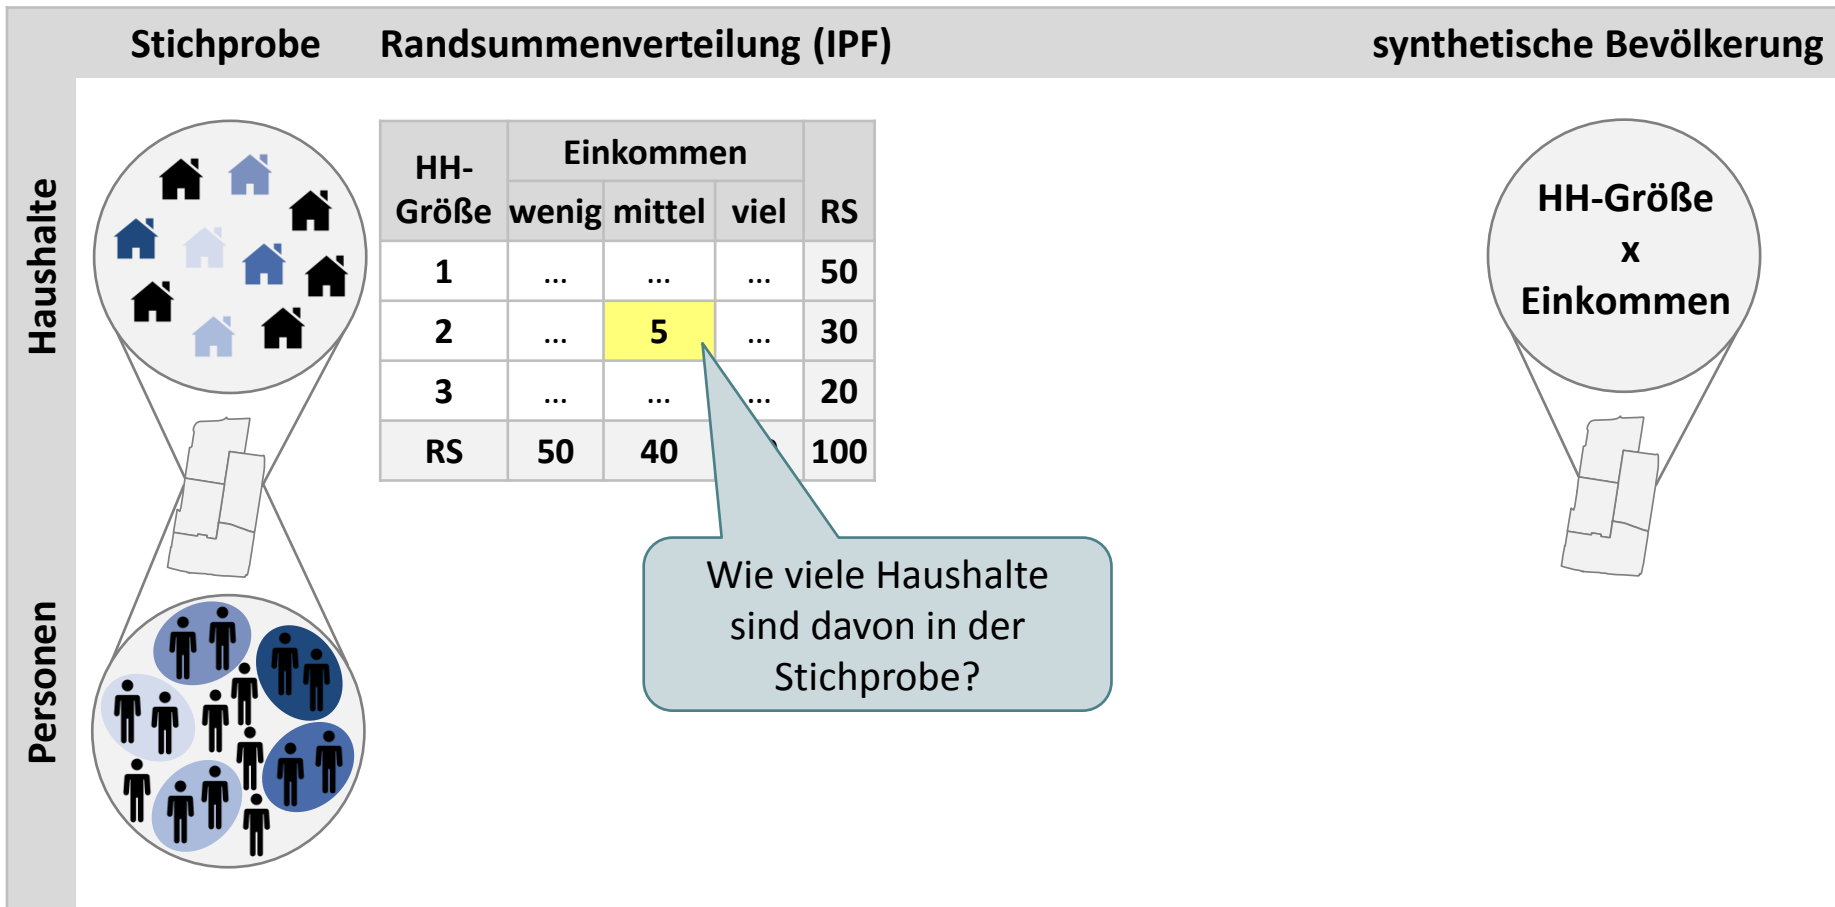 Stichprobe Randsummenverteilung (IPF) synthetische Bevölkerung
Haushalte
Personen
HH-
Größe
Einkommen
wenig mittel viel RS
1 ... ... ... 50
2 ... 5 ... 30
3 ... ... ... 20
RS 50 40 100
Wie viele Haushalte
sind davon in der
Stichprobe?
HH-Größe
x
Einkommen